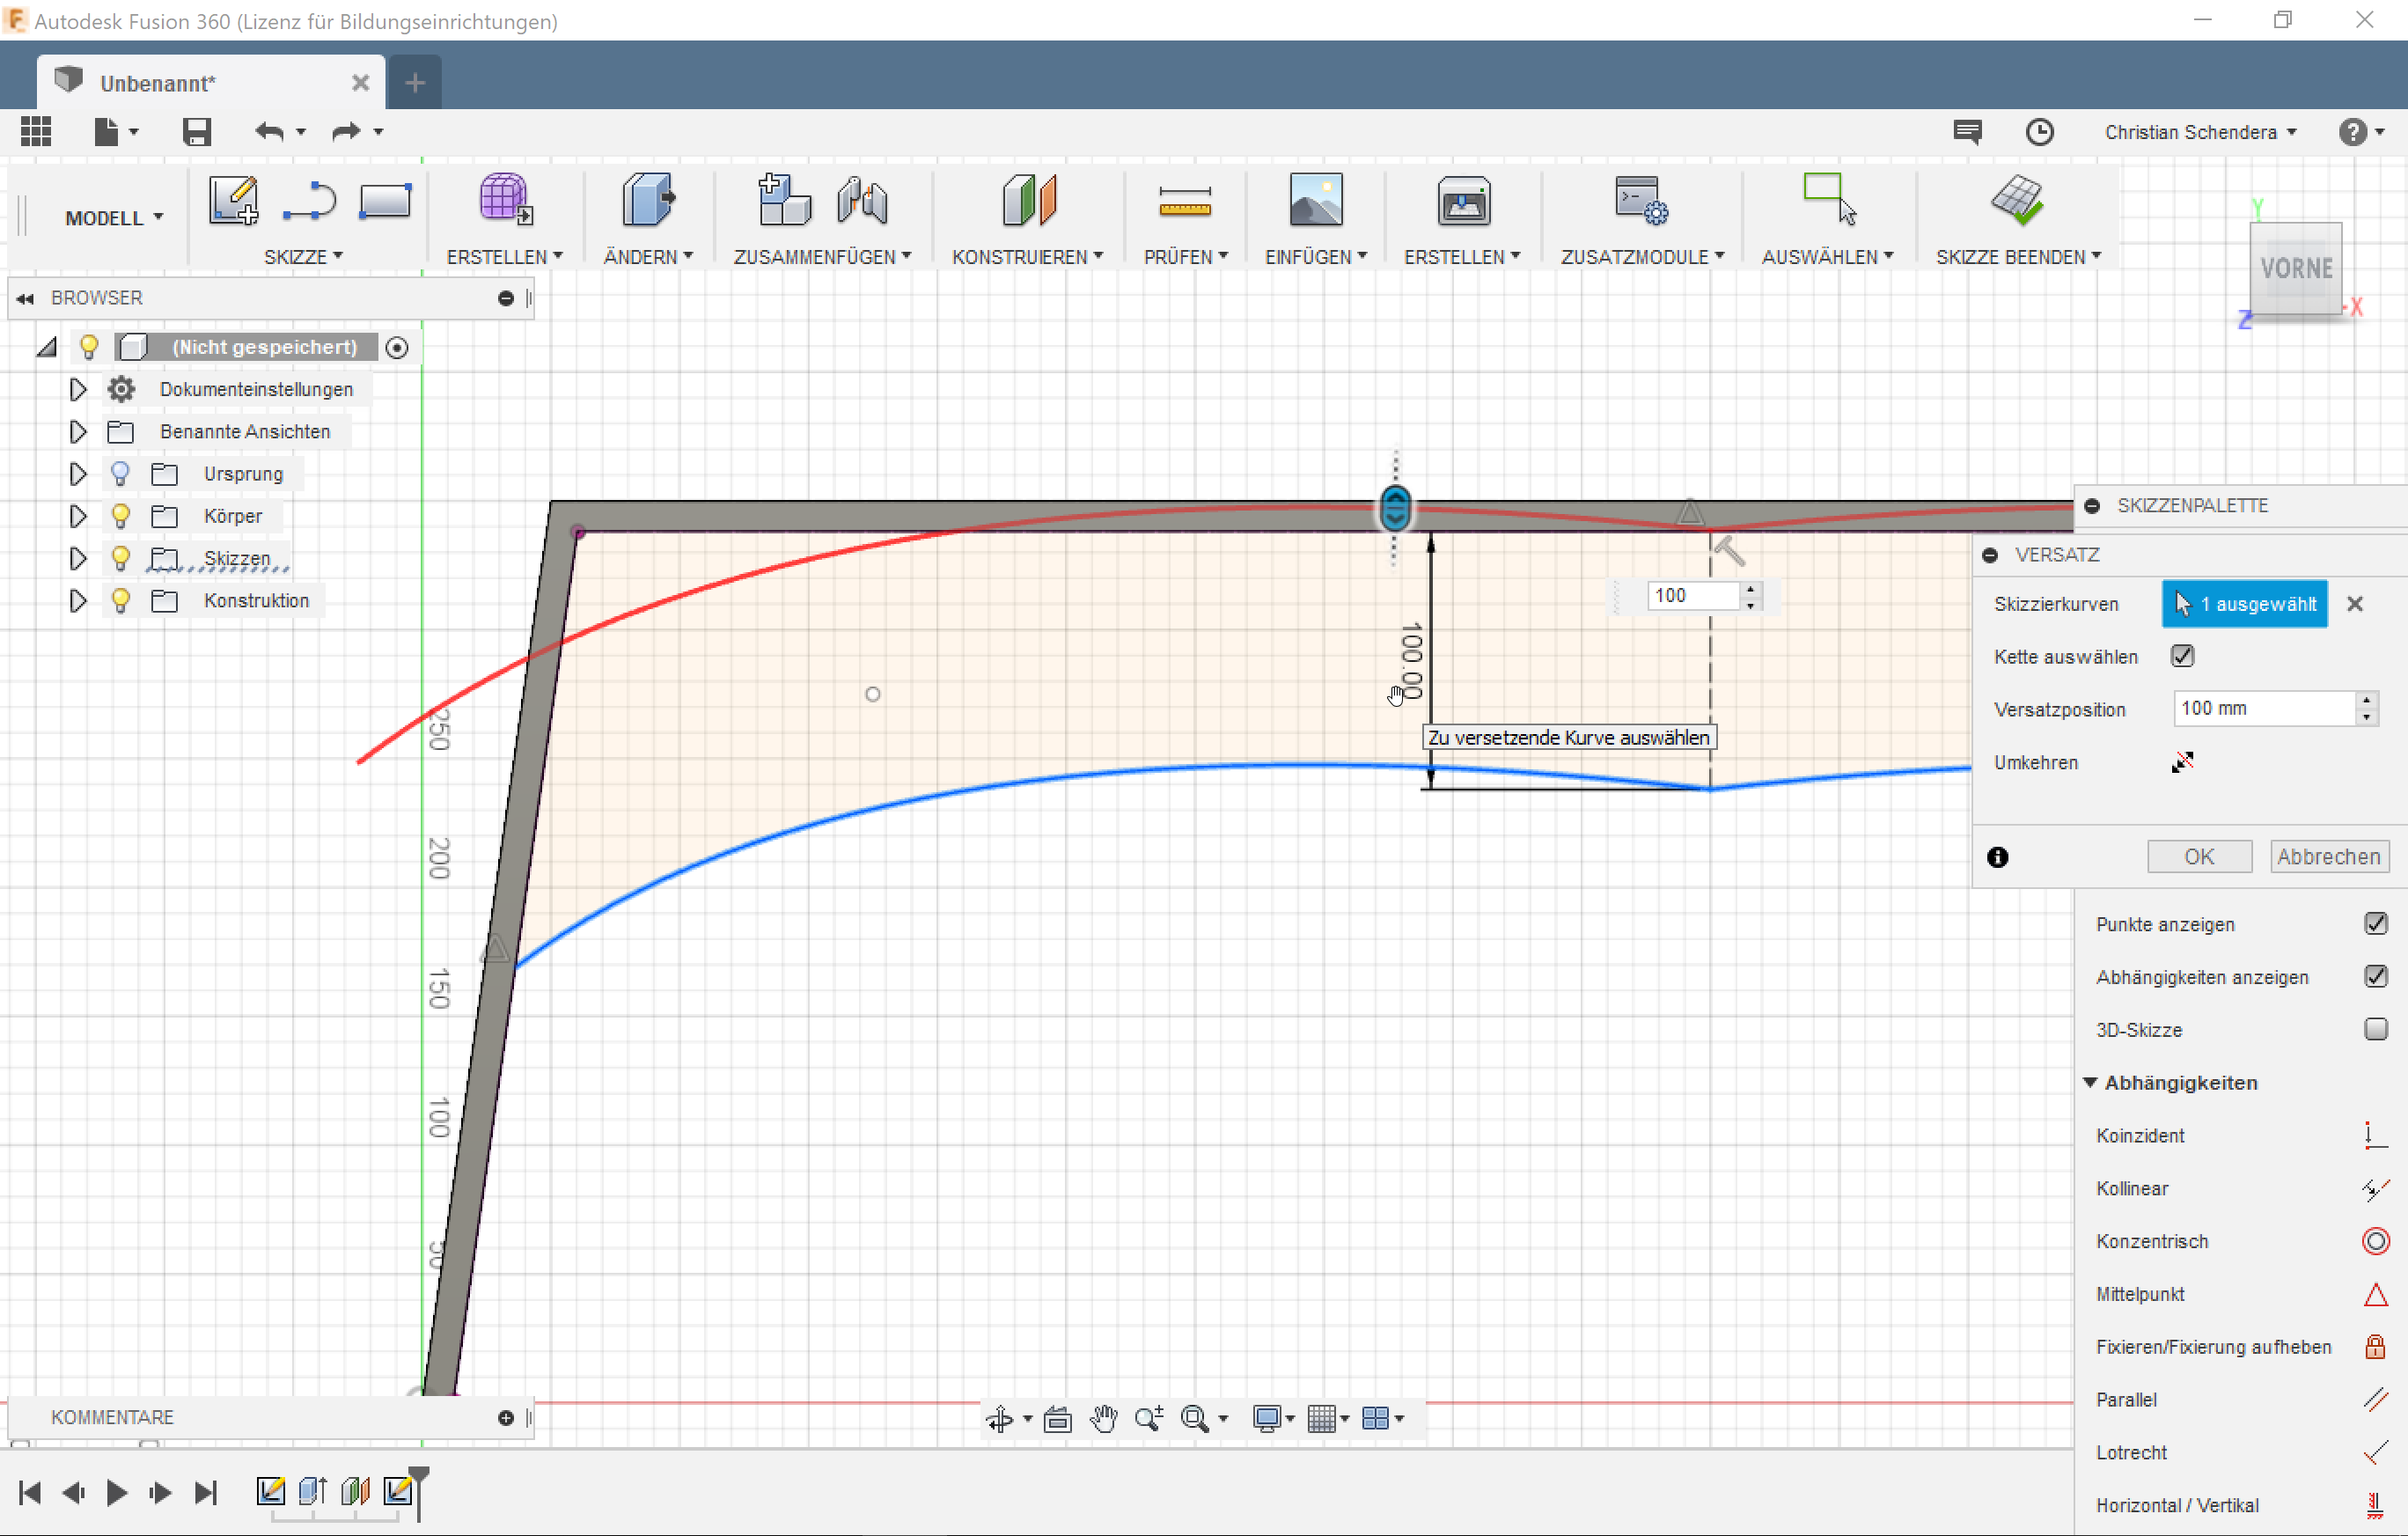 Autodesk Fusion 360 (Lizenz für Bildungseinrichtungen)
Unbenannt*
Christian Schendera
MODELL
SKIZZE
ERSTELLEN
ÄNDERN
ZUSAMMENFÜGEN
KONSTRUIEREN
PRÜFEN
EINFÜGEN
ERSTELLEN
ZUSATZMODULE
AUSWÄHLEN
SKIZZE BEENDEN
Y
VORNE
X
Z
BROWSER
(Nicht gespeichert)
Dokumenteinstellungen
Benannte Ansichten
Ursprung
Körper
Skizzen
Konstruktion
250
200
150
100
50
100
100.00
Zu versetzende Kurve auswählen
SKIZZENPALETTE
VERSATZ
Skizzierkurven 1 ausgewählt
Kette auswählen
Versatzposition 100 mm
Umkehren
OK Abbrechen
Punkte anzeigen
Abhängigkeiten anzeigen
3D-Skizze
Abhängigkeiten
Koinzident
Kollinear
Konzentrisch
Mittelpunkt
Fixieren/Fixierung aufheben
Parallel
Lotrecht
Horizontal / Vertikal
KOMMENTARE